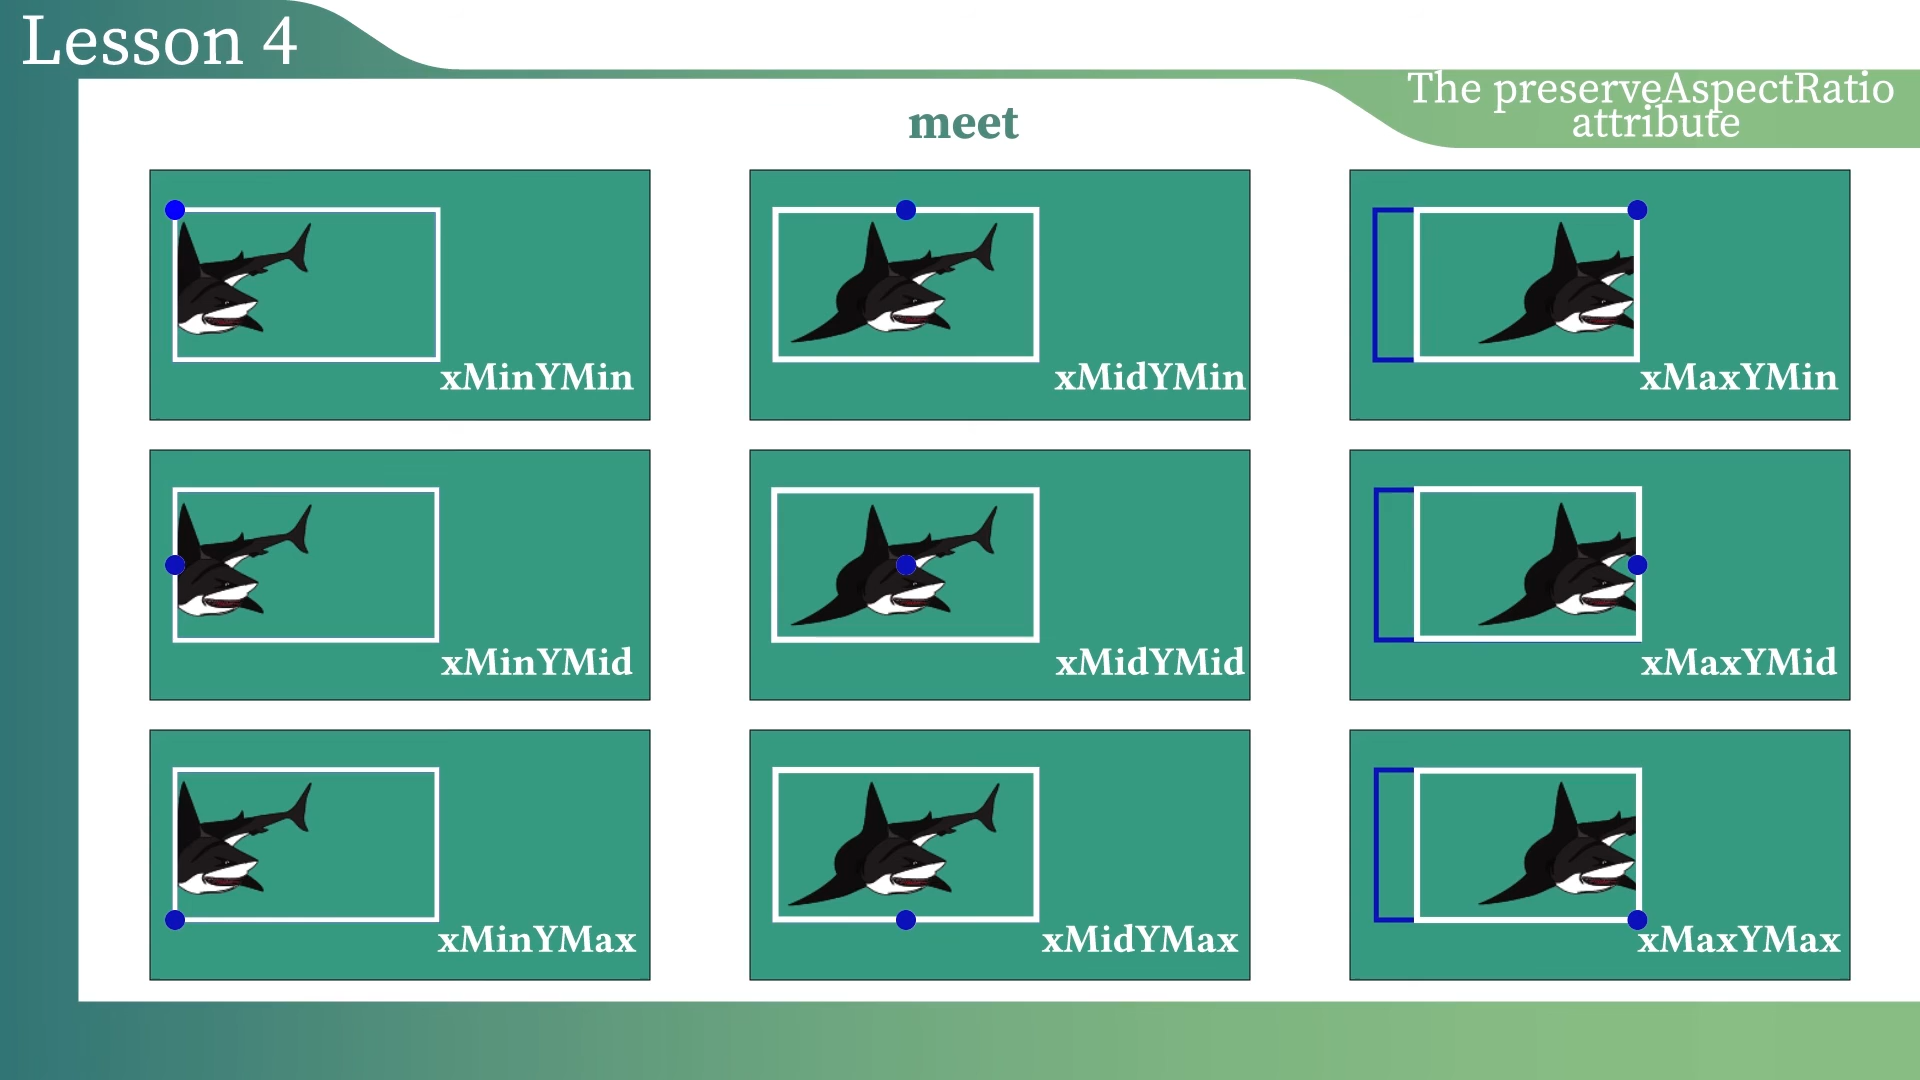 Lesson 4
The preserveAspectRatio
attribute
meet
xMinYMin
xMidYMin
xMaxYMin
xMinYMid
xMidYMid
xMaxYMid
xMinYMax
xMidYMax
xMaxYMax